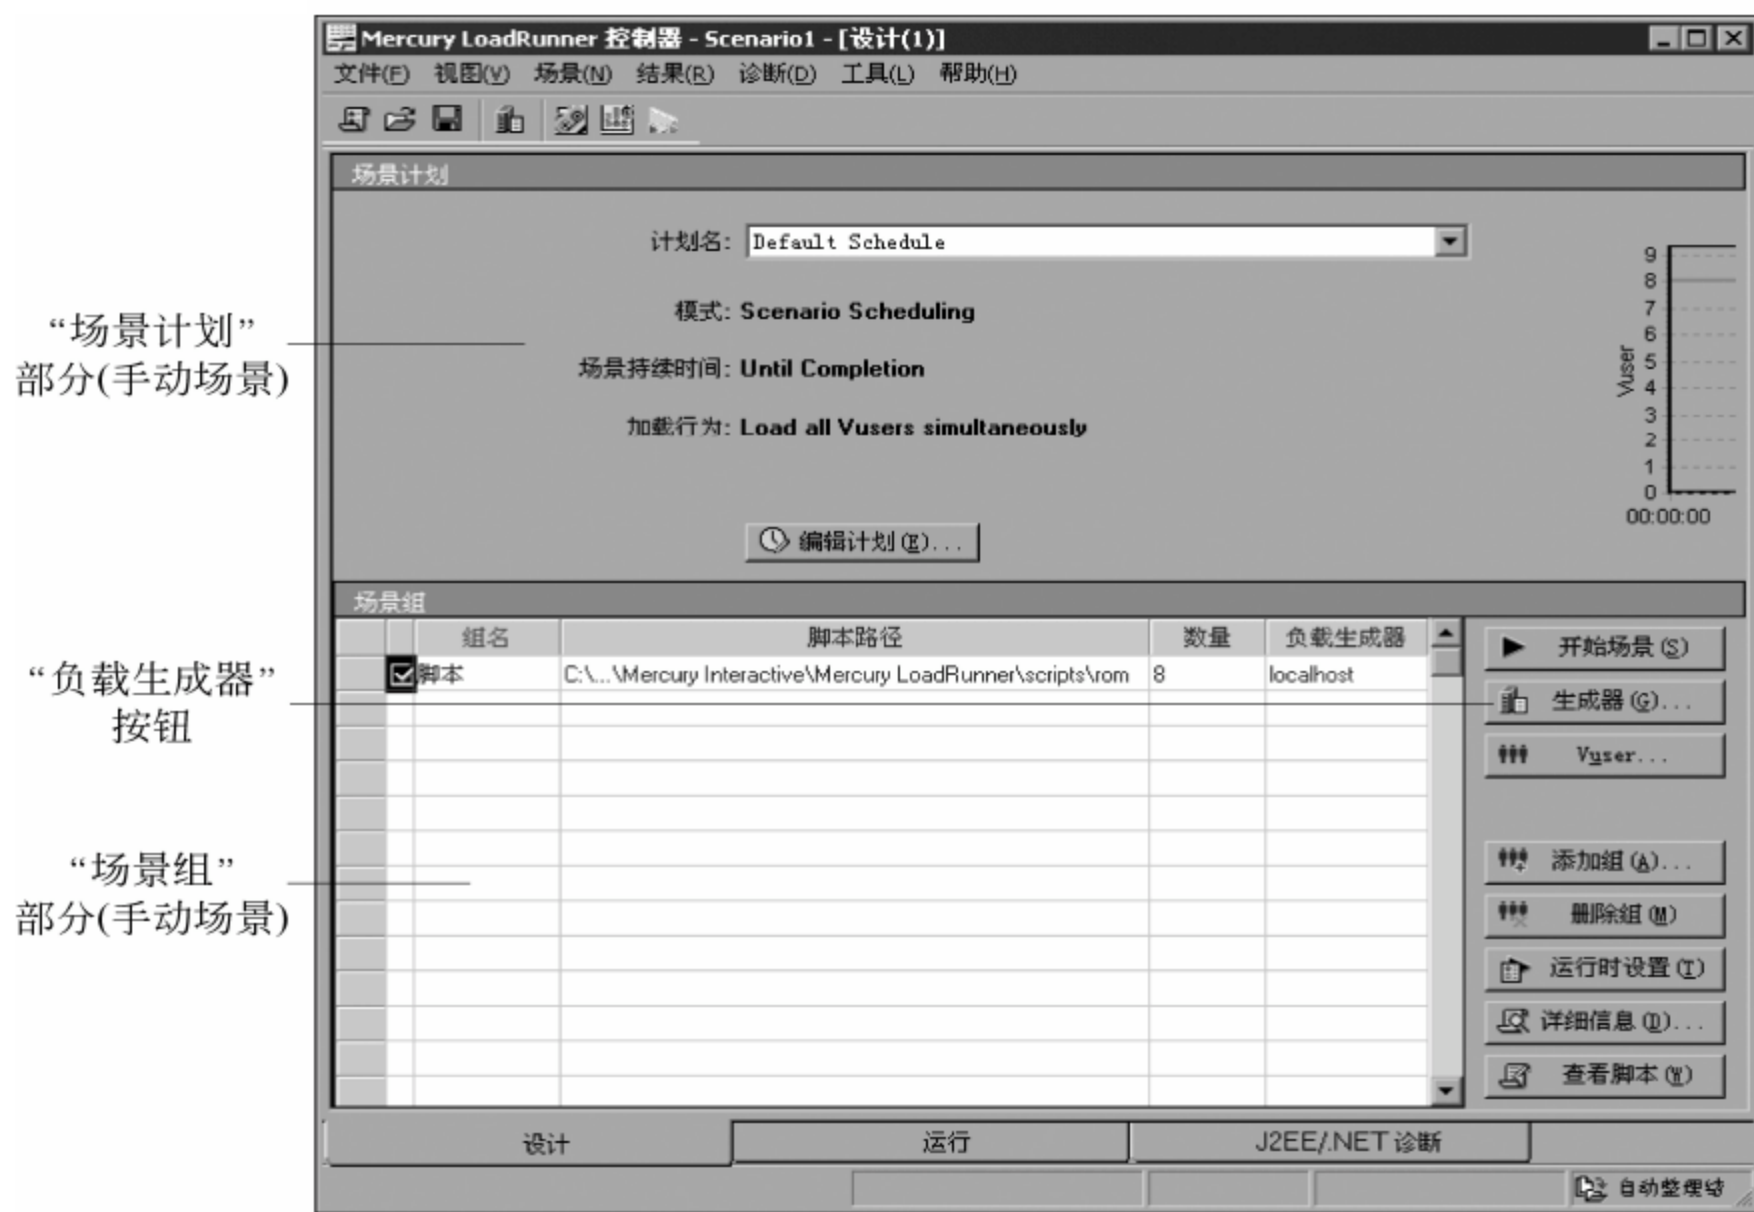 Mercury LoadRunner 控制器 - Scenario1 - [设计(1)]
文件(F) 视图(V) 场景(N) 结果(R) 诊断(D) 工具(L) 帮助(H)
场景计划
计划名: Default Schedule
模式: Scenario Scheduling
场景持续时间: Until Completion
加载行为: Load all Vusers simultaneously
编辑计划(E)...
Vuser
9
8
7
6
5
4
3
2
1
0
00:00:00
“场景计划”
部分(手动场景)
场景组
组名 脚本路径 数量 负载生成器
脚本 C:\...\Mercury Interactive\Mercury LoadRunner\scripts\rom 8 localhost
开始场景(S)
生成器(G)...
Vuser...
添加组(A)...
删除组(M)
运行时设置(T)
详细信息(D)...
查看脚本(W)
“负载生成器”
按钮
“场景组”
部分(手动场景)
设计 运行 J2EE/.NET 诊断
自动整理